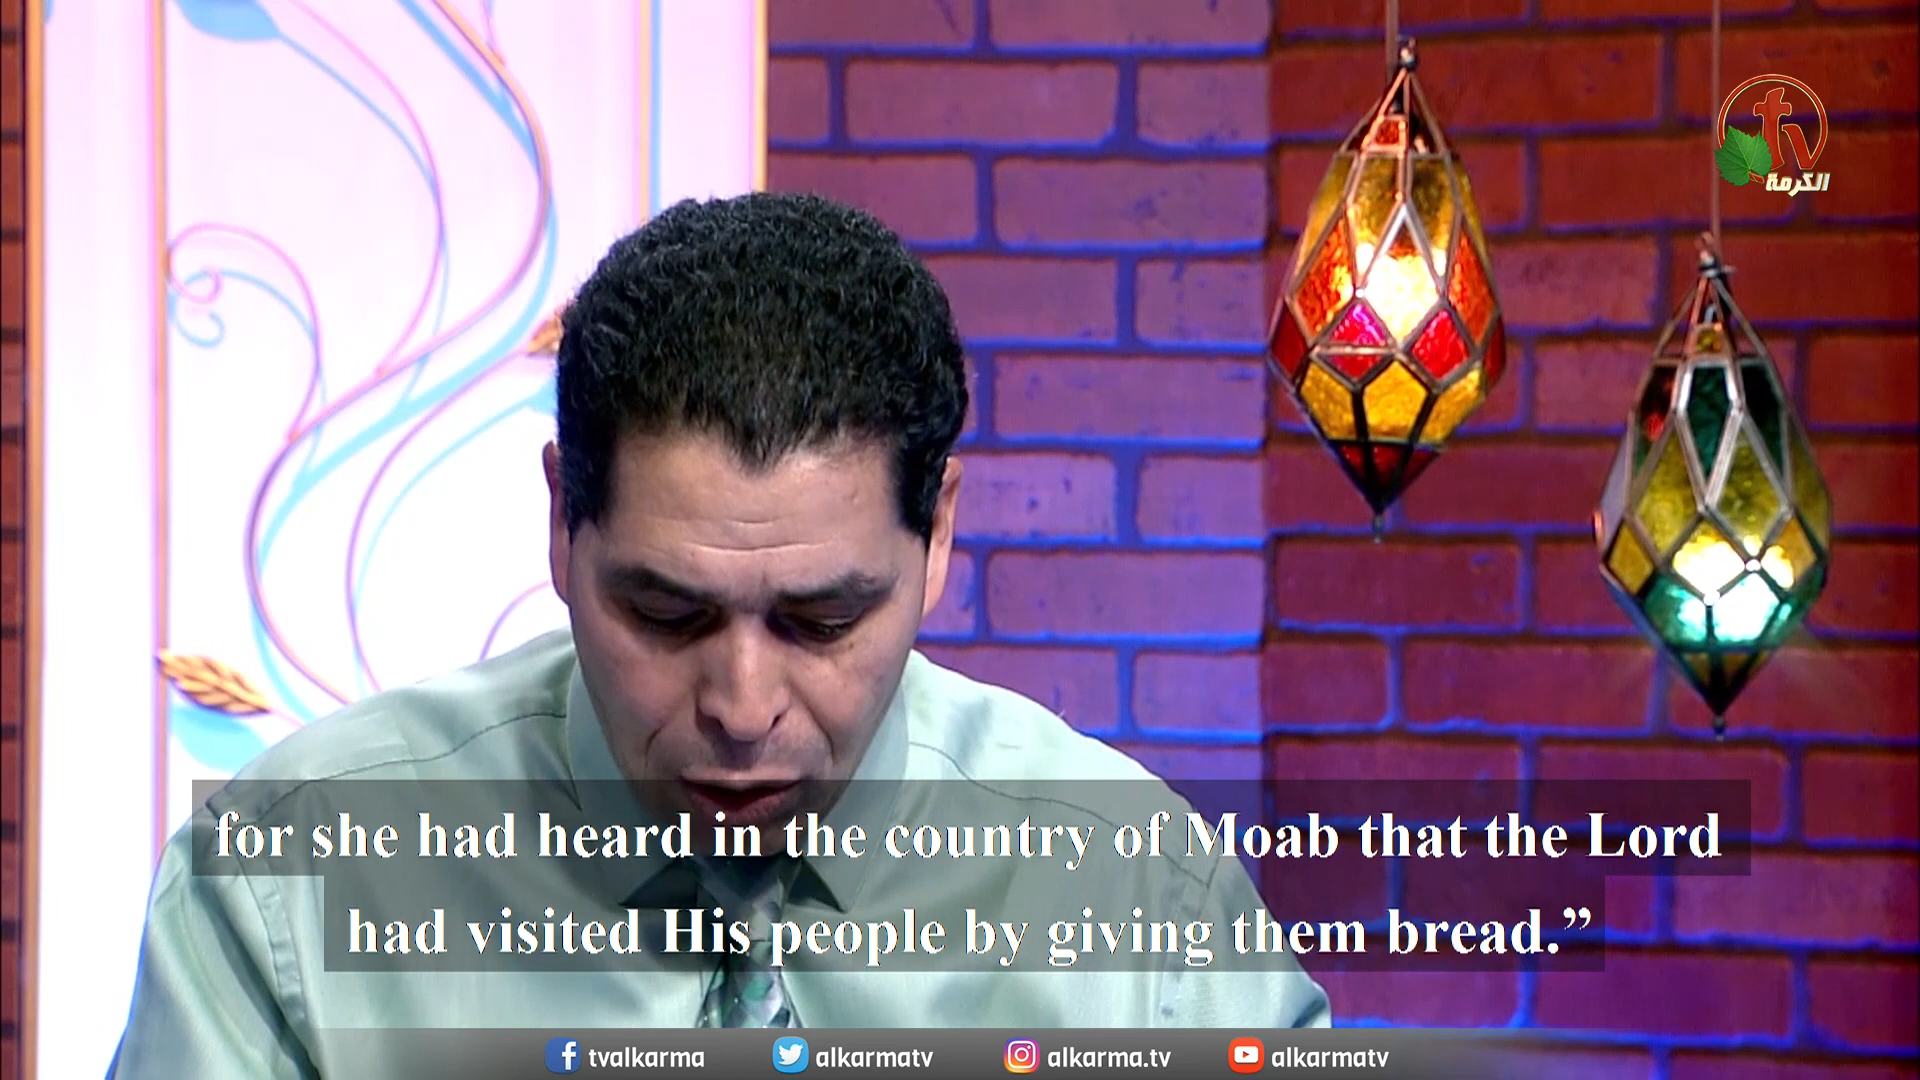 tv
الكرمة
for she had heard in the country of Moab that the Lord
had visited His people by giving them bread.”
tvalkarma alkarmatv alkarma.tv alkarmatv